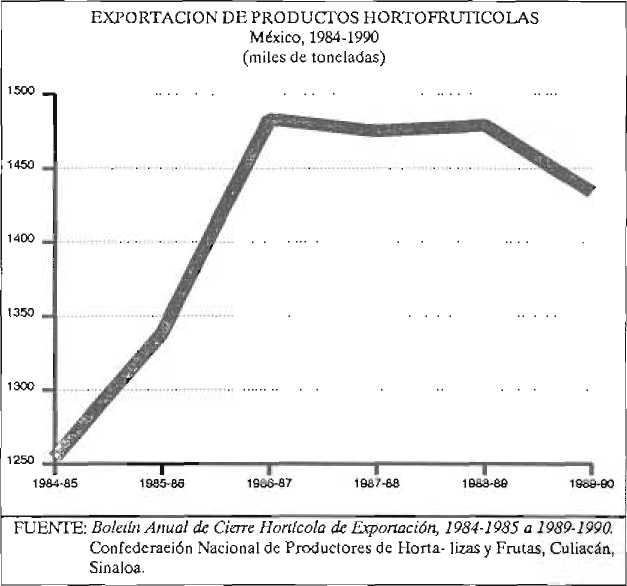 EXPORTACION DE PRODUCTOS HORTOFRUTICOLAS
México, 1984-1990
(miles de toneladas)
1500
1450
1400
1350
1300
1250
1984-85 1985-86 1986-87 1987-88 1988-89 1989-90
FUENTE: Boletín Anual de Cierre Hortícola de Exportación, 1984-1985 a 1989-1990.
Confederaeión Nacional de Productores de Horta- lizas y Frutas, Culiacán,
Sinaloa.